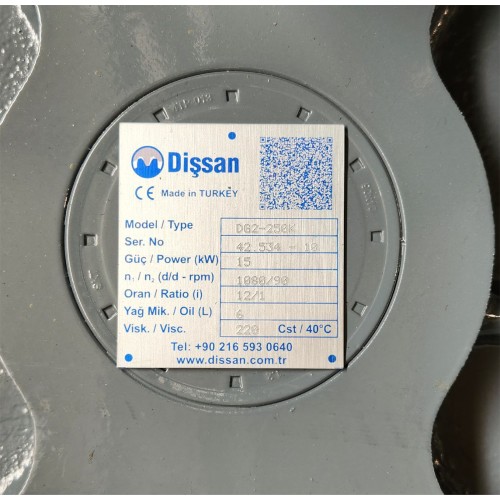 Dişsan
CE Made in TURKEY
Model / Type DG2-250K
Ser. No 42.534 - 10
Güç / Power (kW) 15
n₁ / n₂ (d/d - rpm) 1080/90
Oran / Ratio (i) 12/1
Yağ Mik. / Oil (L) 6
Visk. / Visc. 220 Cst / 40°C
Tel: +90 216 593 0640
www.dissan.com.tr